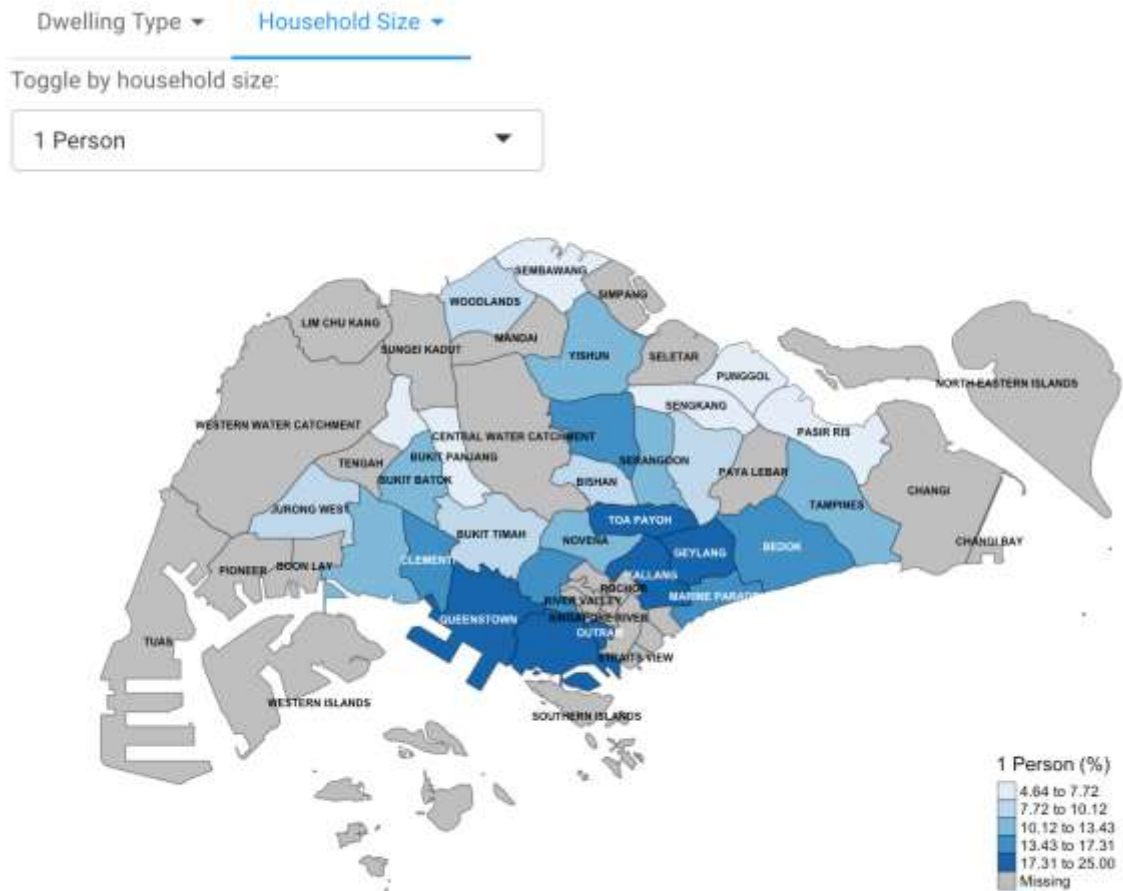 Dwelling Type Household Size
Toggle by household size:
1 Person
SEMBAWANG
WOODLANDS
SIMPANG
LIM CHU KANG
MANDAI
SUNGEI KADUT
YISHUN
SELETAR
PUNGGOL
NORTH-EASTERN ISLANDS
SENGKANG
WESTERN WATER CATCHMENT
CENTRAL WATER CATCHMENT
PASIR RIS
BUKIT PANJANG
TENGAH
SERANGOON
BUKIT BATOK
BISHAN
PAYA LEBAR
CHANGI
TAMPINES
JURONG WEST
TOA PAYOH
BUKIT TIMAH
NOVENA
BEDOK
CHANGI BAY
GEYLANG
CLEMENTI
PIONEER
BOON LAY
KALLANG
ROCHOR
MARINE PARADE
RIVER VALLEY
QUEENSTOWN
SINGAPORE RIVER
OUTRAM
TUAS
STRAITS VIEW
WESTERN ISLANDS
SOUTHERN ISLANDS
1 Person (%)
4.64 to 7.72
7.72 to 10.12
10.12 to 13.43
13.43 to 17.31
17.31 to 25.00
Missing